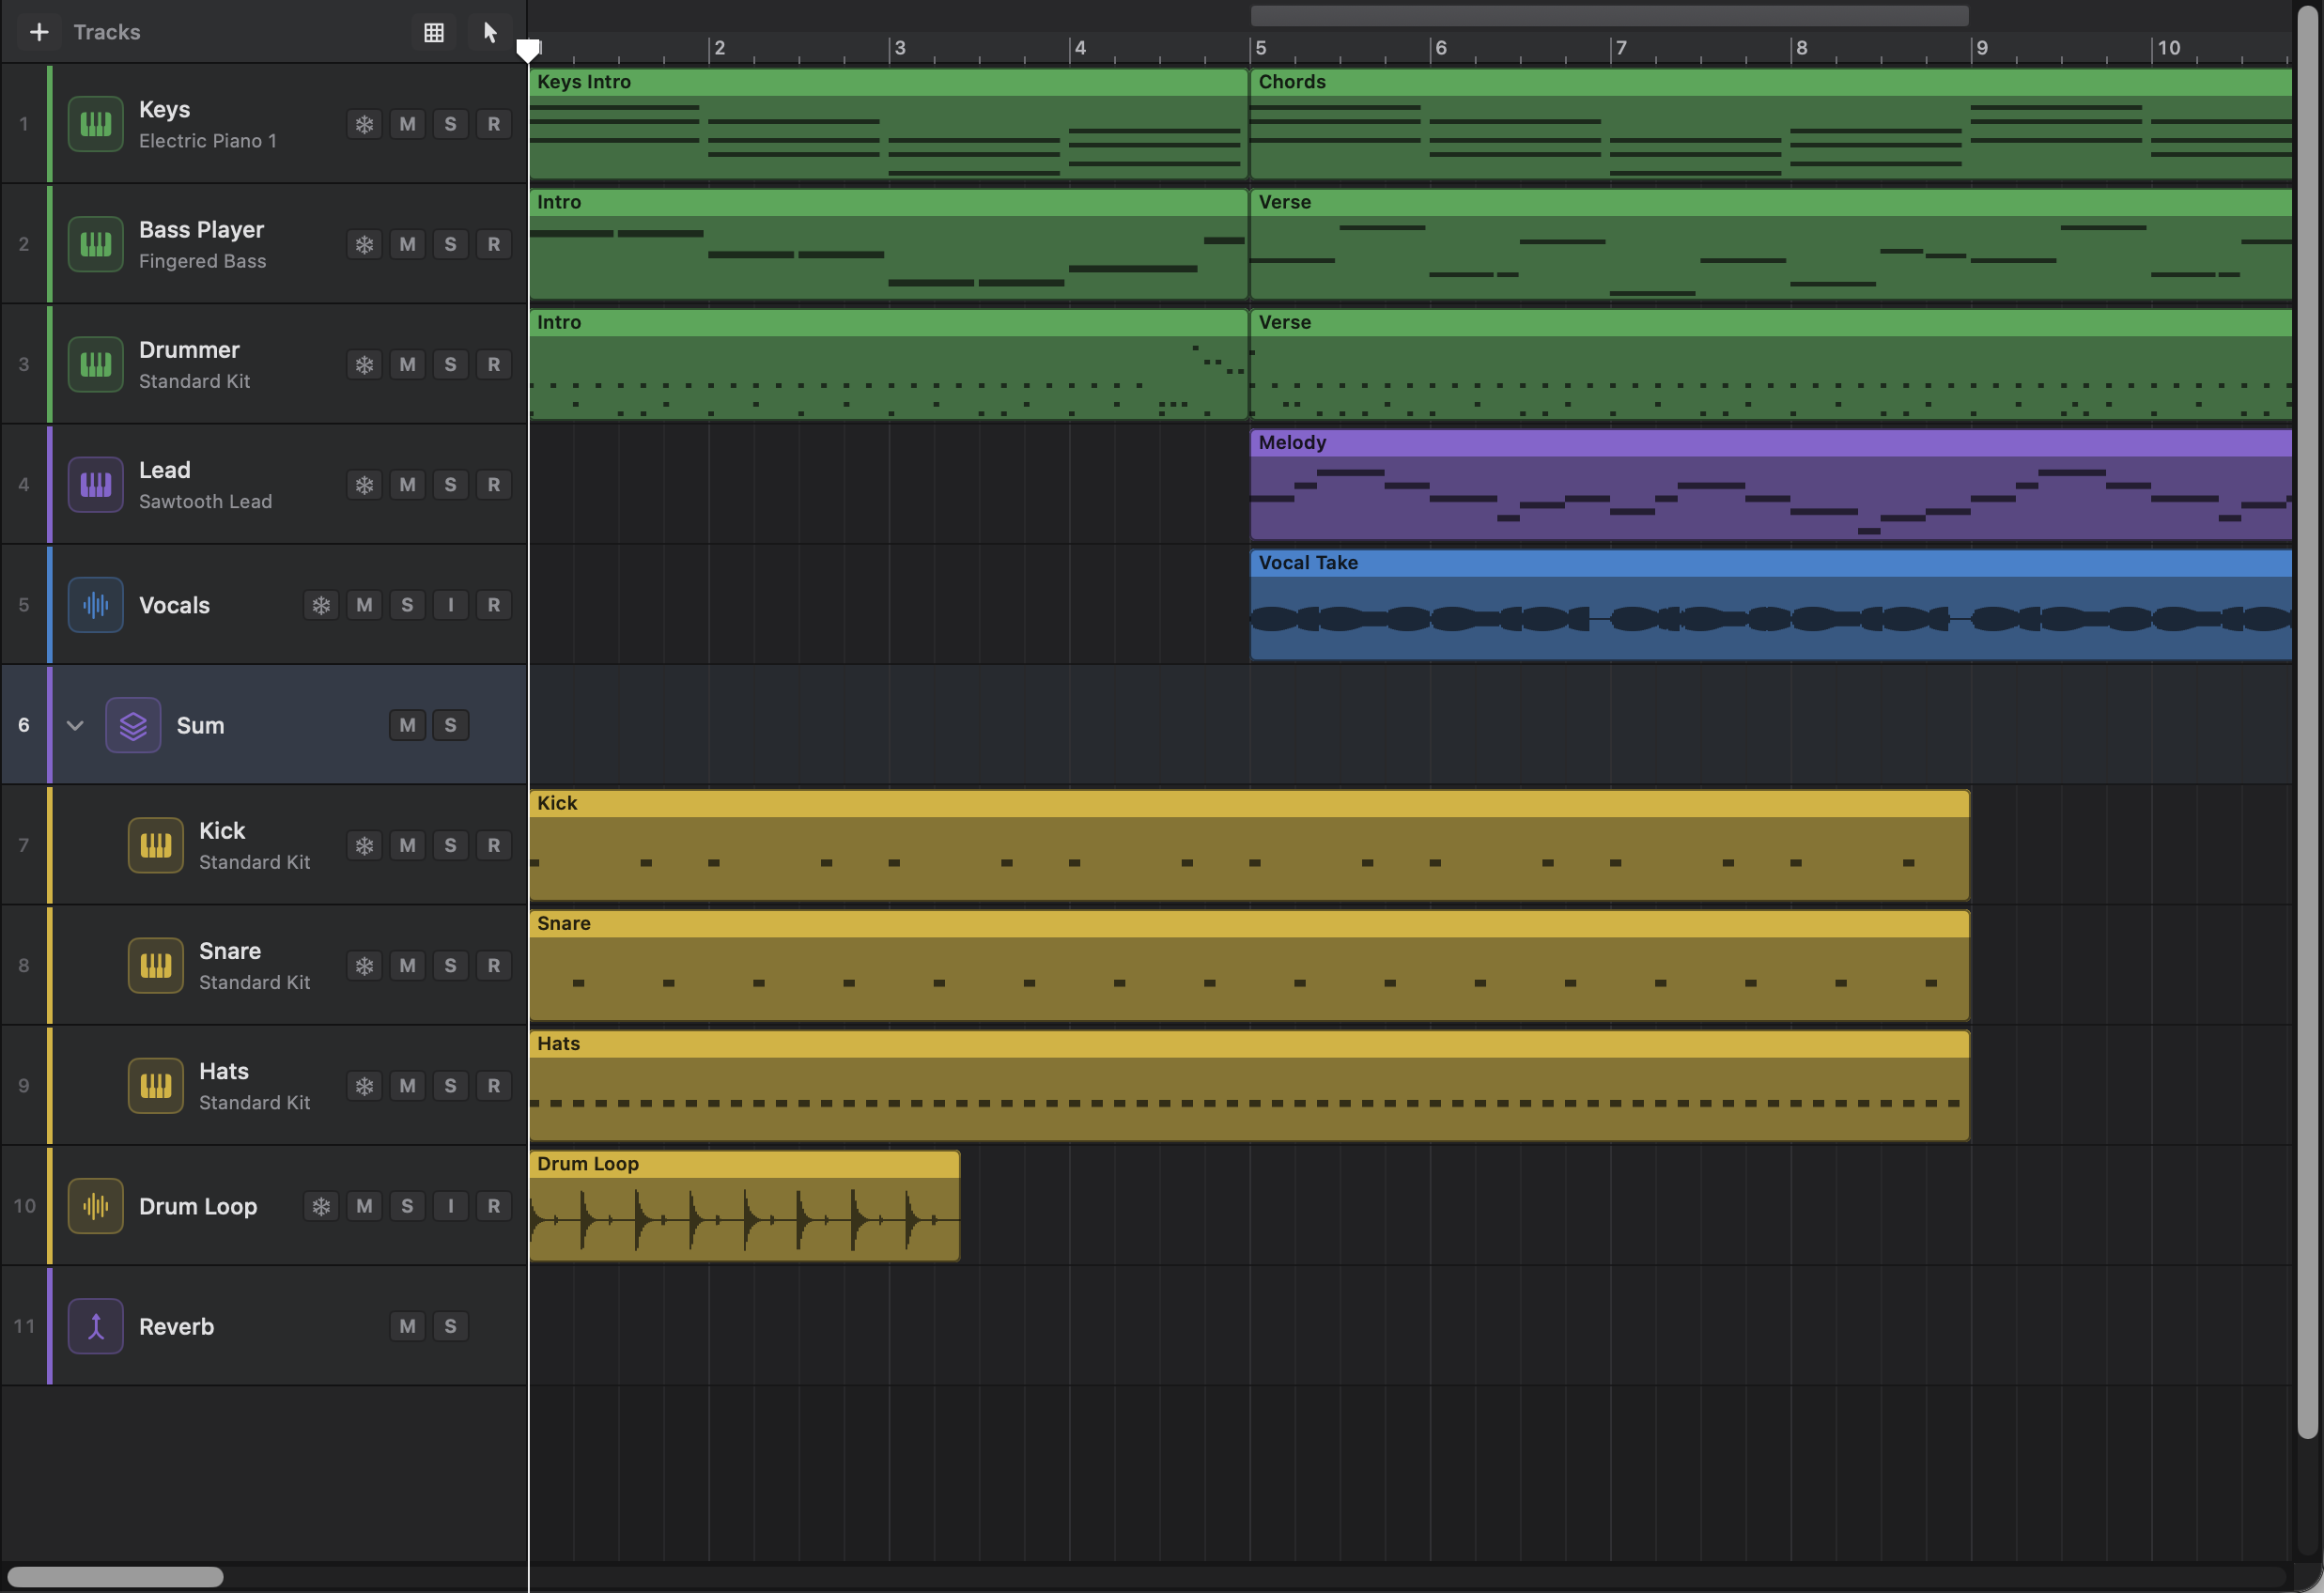 Tracks
2 3 4 5 6 7 8 9 10
1 Keys M S R
Electric Piano 1
Keys Intro Chords
2 Bass Player M S R
Fingered Bass
Intro Verse
3 Drummer M S R
Standard Kit
Intro Verse
4 Lead M S R
Sawtooth Lead
Melody
5 Vocals M S I R
Vocal Take
6 Sum M S
7 Kick M S R
Standard Kit
Kick
8 Snare M S R
Standard Kit
Snare
9 Hats M S R
Standard Kit
Hats
10 Drum Loop M S I R
Drum Loop
11 Reverb M S